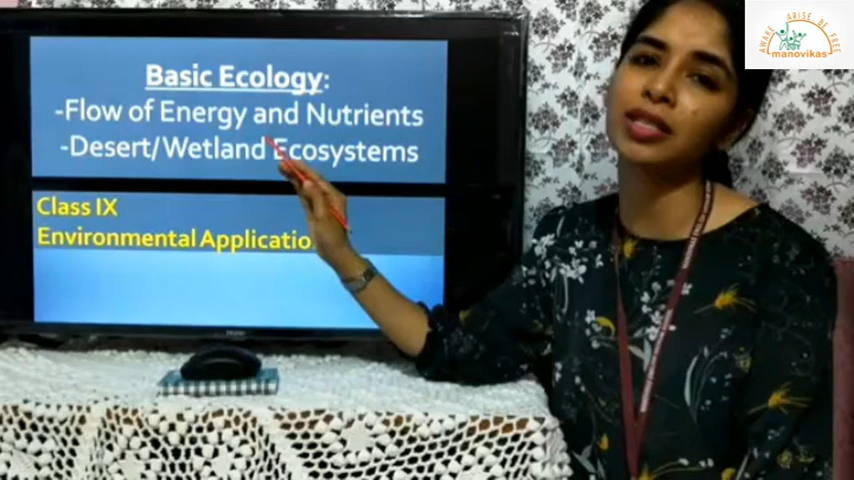 Basic Ecology:
-Flow of Energy and Nutrients
-Desert/Wetland Ecosystems
Class IX
Environmental Applicatio
AWAKE ARISE BE FREE
manovikas